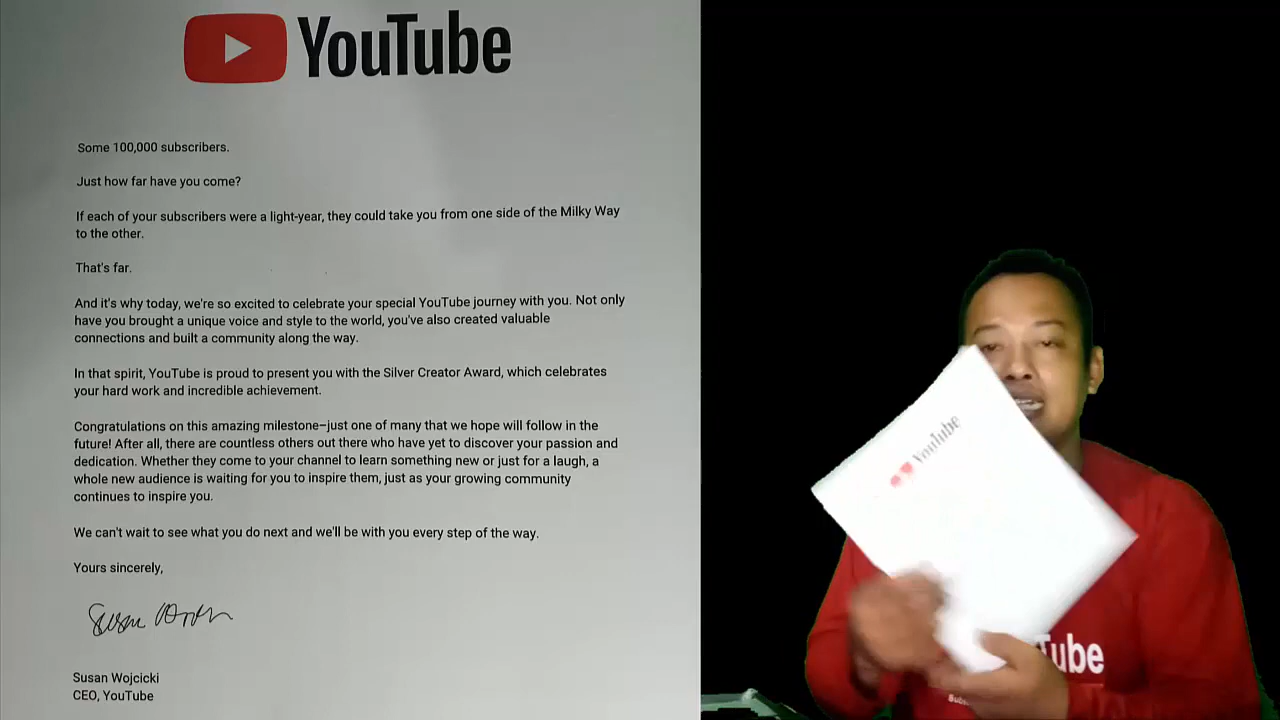 YouTube
Some 100,000 subscribers.
Just how far have you come?
If each of your subscribers were a light-year, they could take you from one side of the Milky Way
to the other.
That's far.
And it's why today, we're so excited to celebrate your special YouTube journey with you. Not only
have you brought a unique voice and style to the world, you've also created valuable
connections and built a community along the way.
In that spirit, YouTube is proud to present you with the Silver Creator Award, which celebrates
your hard work and incredible achievement.
Congratulations on this amazing milestone–just one of many that we hope will follow in the
future! After all, there are countless others out there who have yet to discover your passion and
dedication. Whether they come to your channel to learn something new or just for a laugh, a
whole new audience is waiting for you to inspire them, just as your growing community
continues to inspire you.
We can't wait to see what you do next and we'll be with you every step of the way.
Yours sincerely,
Susan Wojcicki
CEO, YouTube
YouTube
Tube